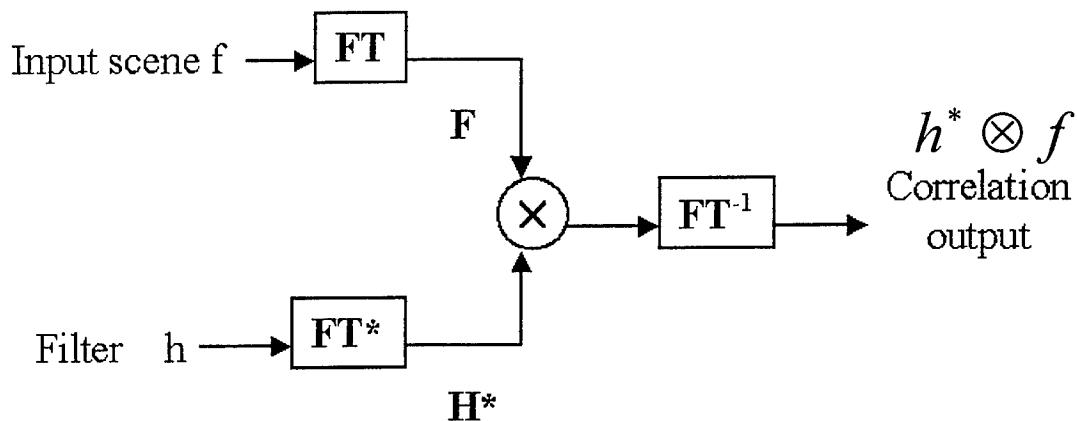 Input scene f
FT
F
×
FT⁻¹
h* ⊗ f
Correlation
output
Filter h
FT*
H*